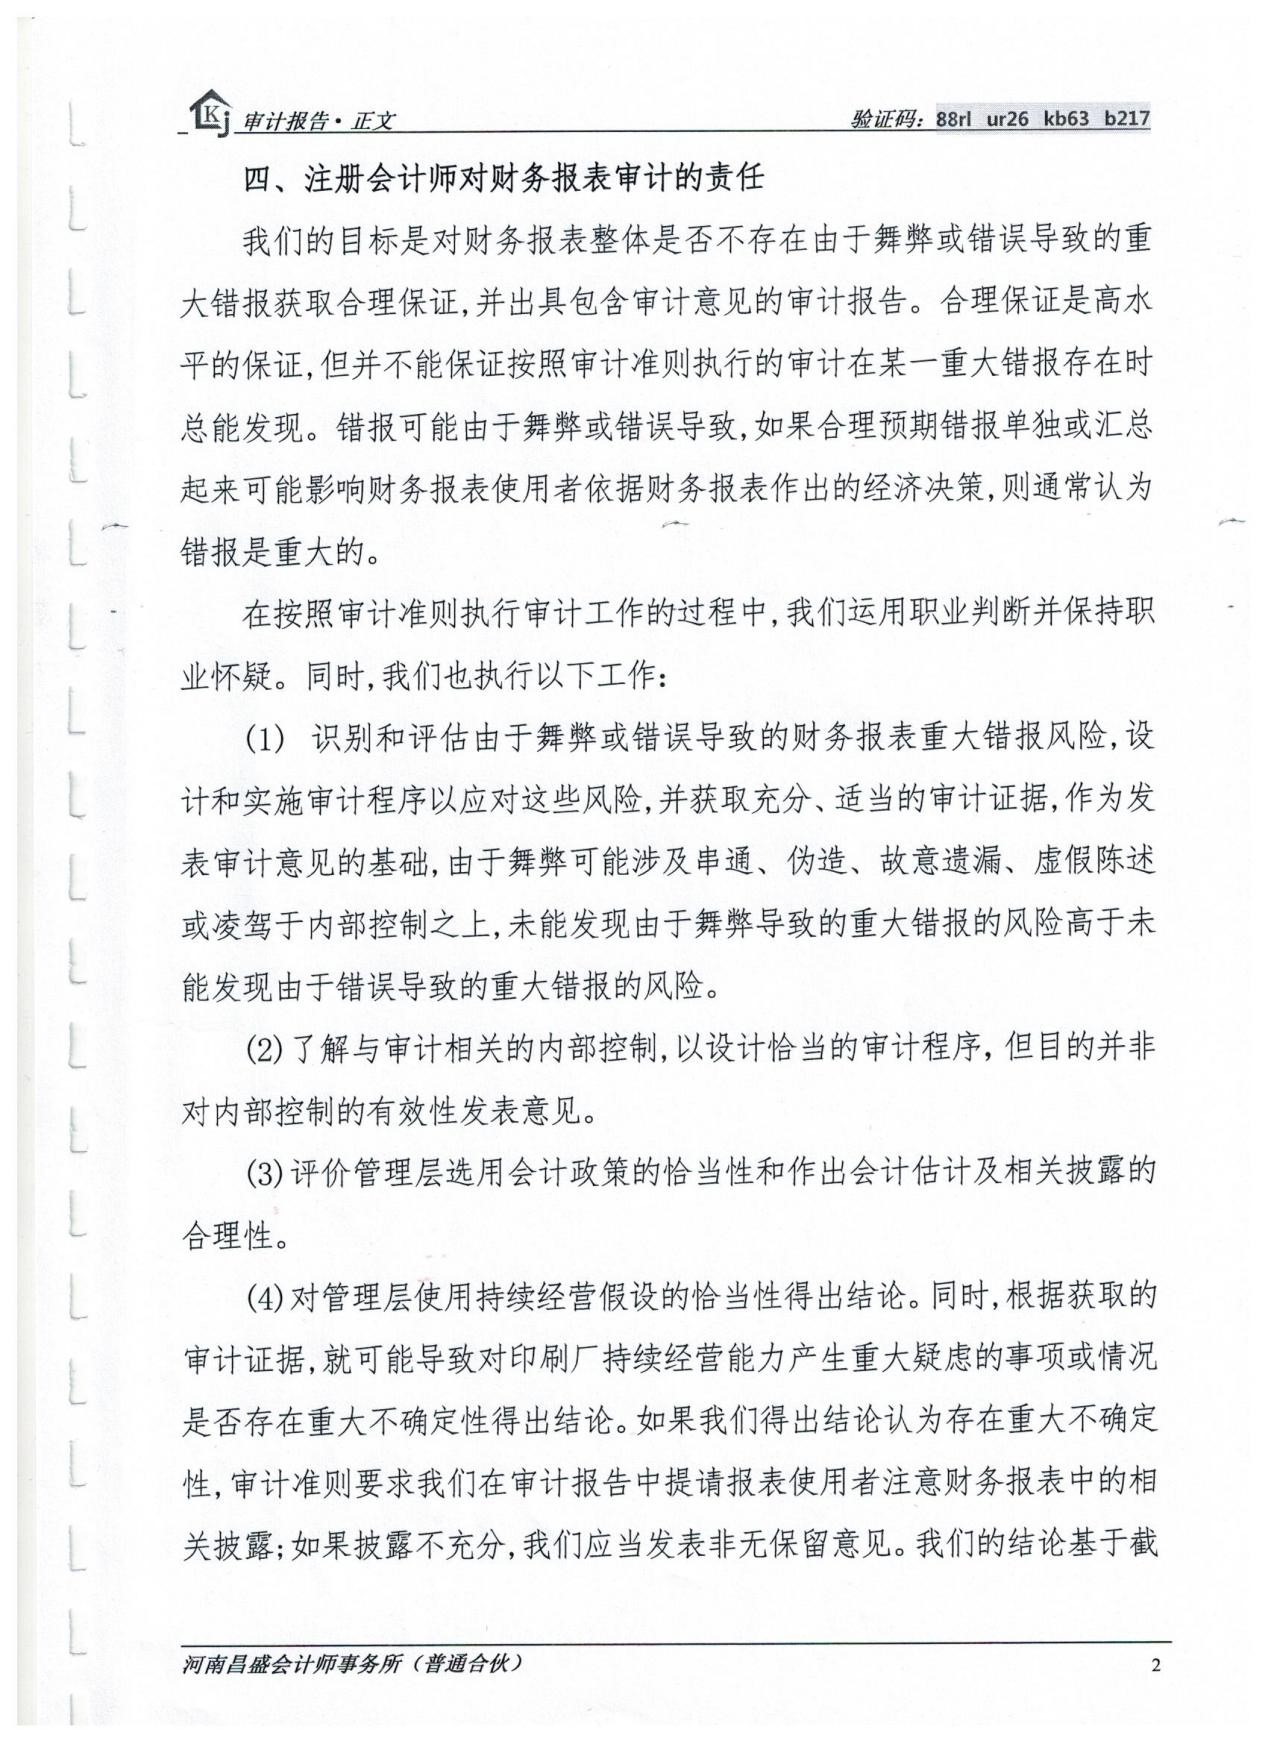 Kj 审计报告·正文 验证码：88rl ur26 kb63 b217
四、注册会计师对财务报表审计的责任
我们的目标是对财务报表整体是否不存在由于舞弊或错误导致的重
大错报获取合理保证,并出具包含审计意见的审计报告。合理保证是高水
平的保证,但并不能保证按照审计准则执行的审计在某一重大错报存在时
总能发现。错报可能由于舞弊或错误导致,如果合理预期错报单独或汇总
起来可能影响财务报表使用者依据财务报表作出的经济决策,则通常认为
错报是重大的。
在按照审计准则执行审计工作的过程中,我们运用职业判断并保持职
业怀疑。同时,我们也执行以下工作:
(1) 识别和评估由于舞弊或错误导致的财务报表重大错报风险,设
计和实施审计程序以应对这些风险,并获取充分、适当的审计证据,作为发
表审计意见的基础,由于舞弊可能涉及串通、伪造、故意遗漏、虚假陈述
或凌驾于内部控制之上,未能发现由于舞弊导致的重大错报的风险高于未
能发现由于错误导致的重大错报的风险。
(2)了解与审计相关的内部控制,以设计恰当的审计程序,但目的并非
对内部控制的有效性发表意见。
(3)评价管理层选用会计政策的恰当性和作出会计估计及相关披露的
合理性。
(4)对管理层使用持续经营假设的恰当性得出结论。同时,根据获取的
审计证据,就可能导致对印刷厂持续经营能力产生重大疑虑的事项或情况
是否存在重大不确定性得出结论。如果我们得出结论认为存在重大不确定
性,审计准则要求我们在审计报告中提请报表使用者注意财务报表中的相
关披露;如果披露不充分,我们应当发表非无保留意见。我们的结论基于截
河南昌盛会计师事务所（普通合伙） 2